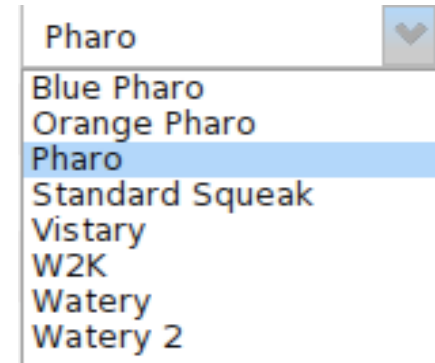 Pharo
Blue Pharo
Orange Pharo
Pharo
Standard Squeak
Vistary
W2K
Watery
Watery 2